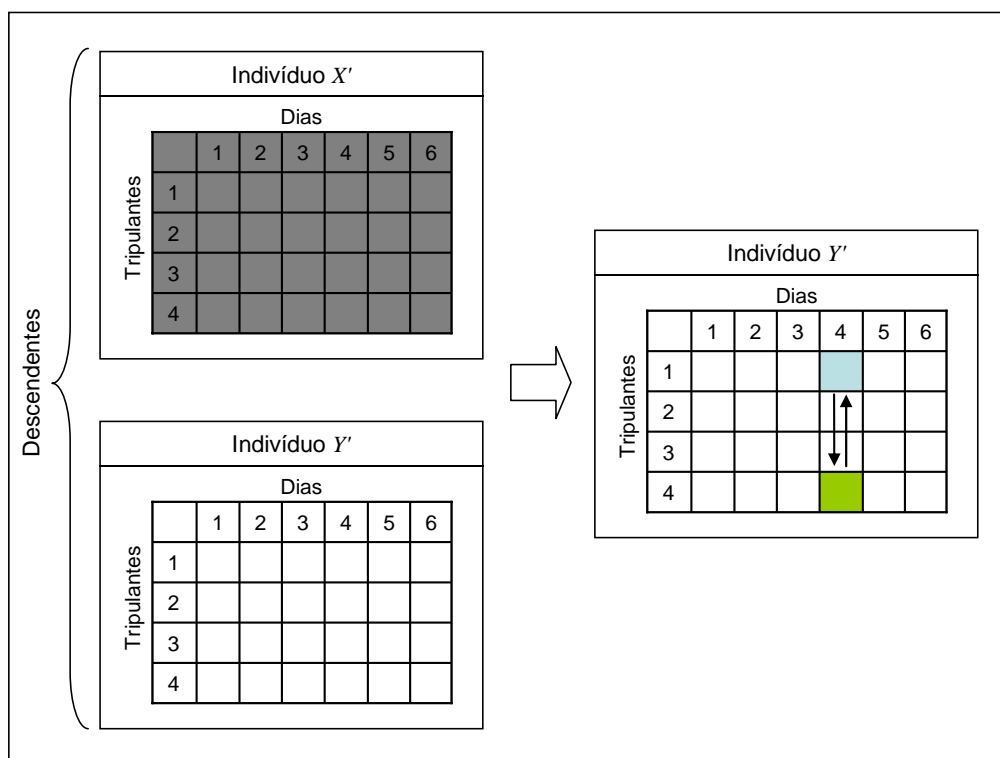 Descendentes
Indivíduo X'
Dias
Tripulantes
1 2 3 4 5 6
1
2
3
4
Indivíduo Y'
Dias
Tripulantes
1 2 3 4 5 6
1
2
3
4
Indivíduo Y'
Dias
Tripulantes
1 2 3 4 5 6
1
2
3
4